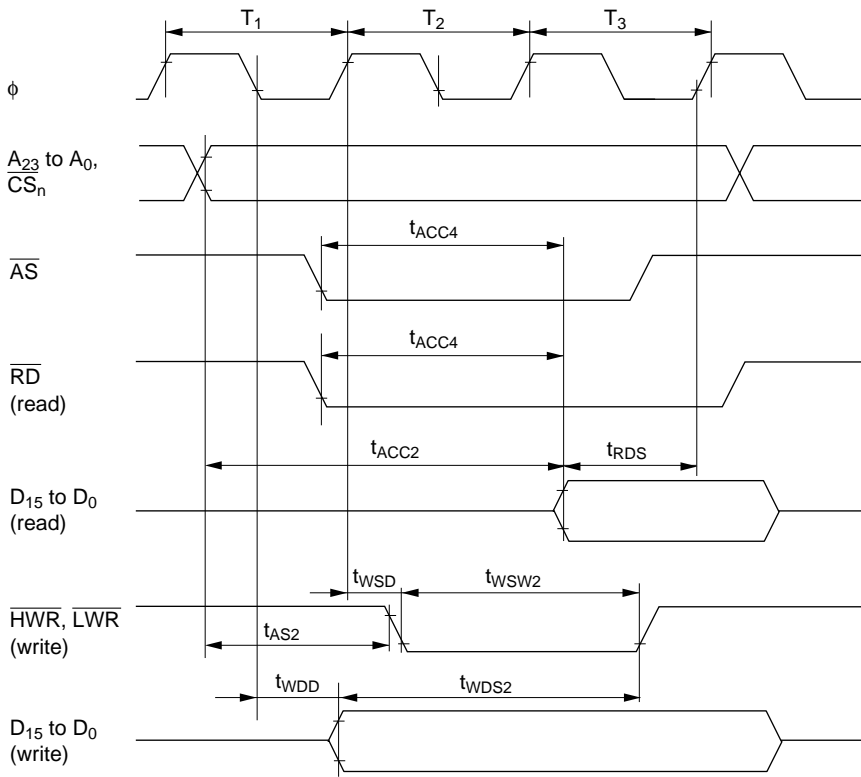 T1 T2 T3
φ
A23 to A0,
CSn
tACC4
AS
tACC4
RD
(read)
tACC2 tRDS
D15 to D0
(read)
tWSD tWSW2
HWR, LWR
(write)
tAS2
tWDD tWDS2
D15 to D0
(write)